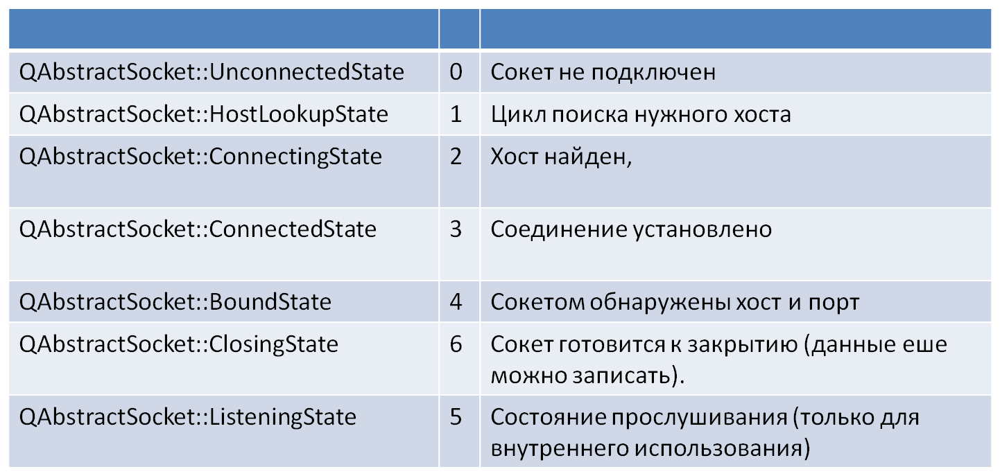 QAbstractSocket::UnconnectedState 0 Сокет не подключен
QAbstractSocket::HostLookupState 1 Цикл поиска нужного хоста
QAbstractSocket::ConnectingState 2 Хост найден,
QAbstractSocket::ConnectedState 3 Соединение установлено
QAbstractSocket::BoundState 4 Сокетом обнаружены хост и порт
QAbstractSocket::ClosingState 6 Сокет готовится к закрытию (данные еше
можно записать).
QAbstractSocket::ListeningState 5 Состояние прослушивания (только для
внутреннего использования)